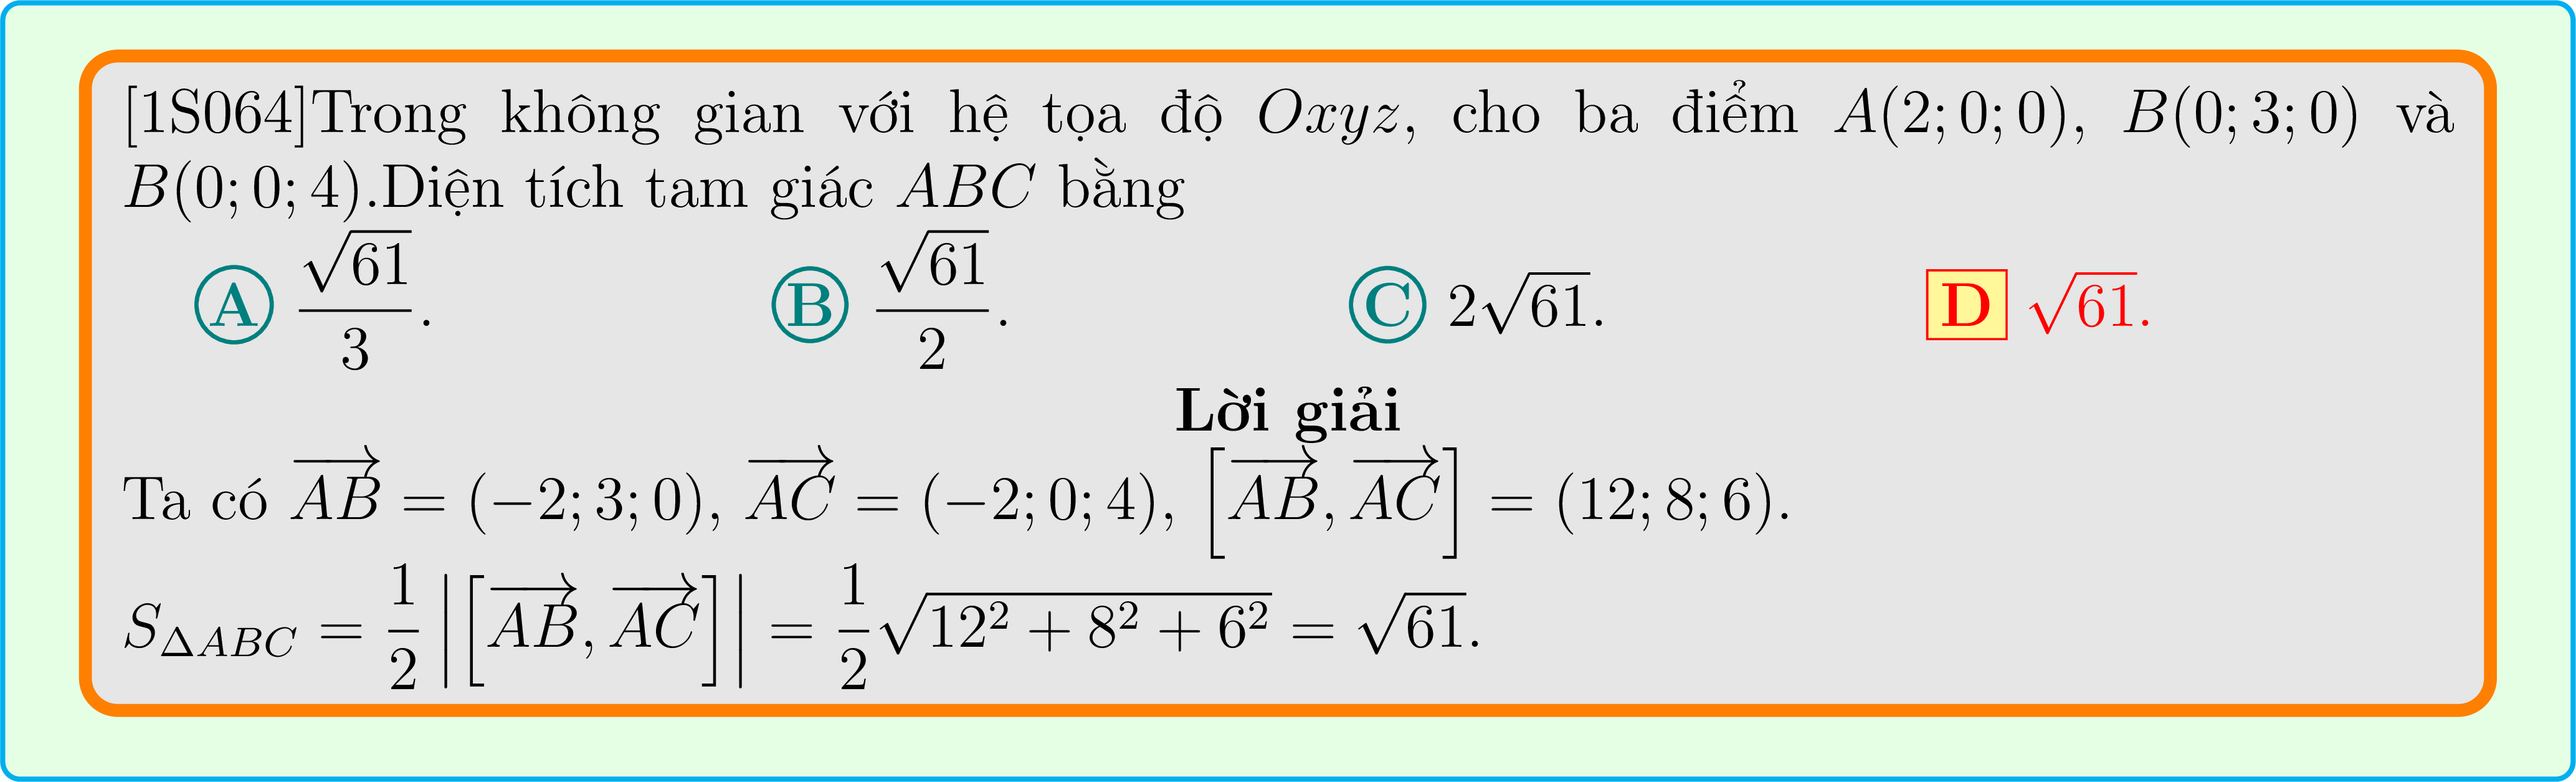 [1S064]Trong không gian với hệ tọa độ Oxyz, cho ba điểm A(2; 0; 0), B(0; 3; 0) và
B(0; 0; 4).Diện tích tam giác ABC bằng
A $\frac{\sqrt{61}}{3}$. B $\frac{\sqrt{61}}{2}$. C $2\sqrt{61}$. D $\sqrt{61}$.
Lời giải
Ta có $\overrightarrow{AB} = (-2; 3; 0)$, $\overrightarrow{AC} = (-2; 0; 4)$, $\left[\overrightarrow{AB}, \overrightarrow{AC}\right] = (12; 8; 6)$.
$S_{\Delta ABC} = \frac{1}{2}\left|\left[\overrightarrow{AB}, \overrightarrow{AC}\right]\right| = \frac{1}{2}\sqrt{12^2 + 8^2 + 6^2} = \sqrt{61}$.